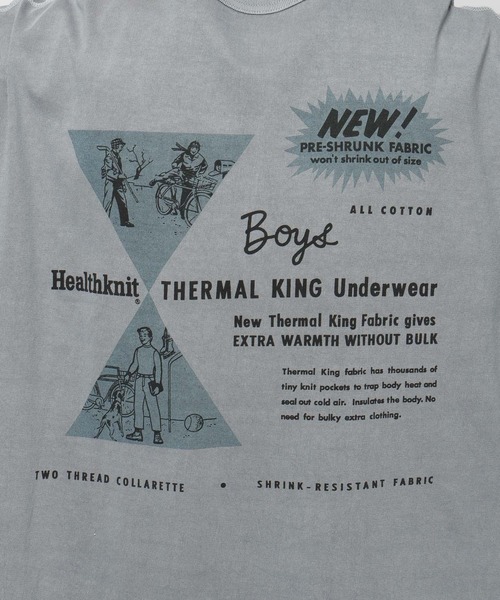 NEW!
PRE-SHRUNK FABRIC
won't shrink out of size
ALL COTTON
Boys
Healthknit® THERMAL KING Underwear
New Thermal King Fabric gives
EXTRA WARMTH WITHOUT BULK
Thermal King fabric has thousands of
tiny knit pockets to trap body heat and
seal out cold air. Insulates the body. No
need for bulky extra clothing.
TWO THREAD COLLARETTE • SHRINK-RESISTANT FABRIC